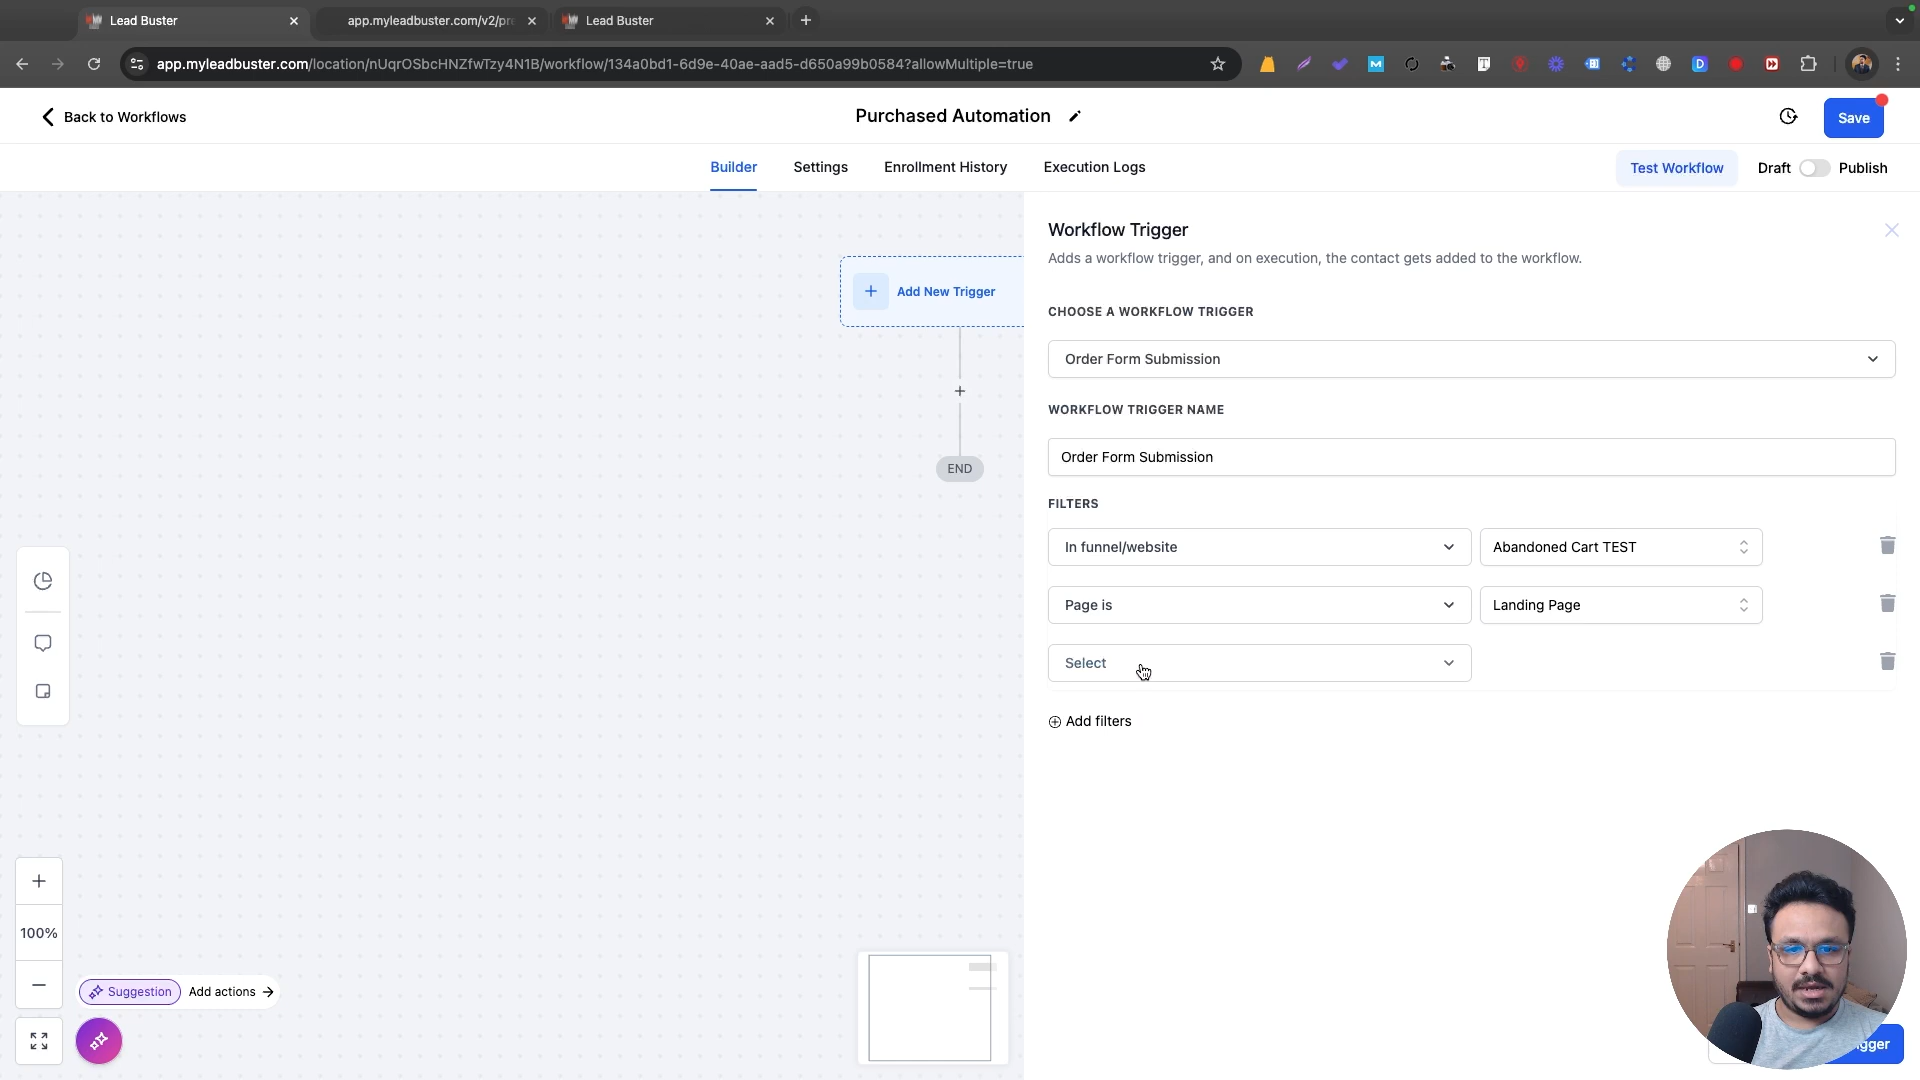 Lead Buster
app.myleadbuster.com/v2/pre
Lead Buster
app.myleadbuster.com/location/nUqrOSbcHNZfwTzy4N1B/workflow/134a0bd1-6d9e-40ae-aad5-d650a99b0584?allowMultiple=true
Back to Workflows
Purchased Automation
Save
Builder
Settings
Enrollment History
Execution Logs
Test Workflow
Draft
Publish
Workflow Trigger
Adds a workflow trigger, and on execution, the contact gets added to the workflow.
Add New Trigger
CHOOSE A WORKFLOW TRIGGER
Order Form Submission
WORKFLOW TRIGGER NAME
Order Form Submission
END
FILTERS
In funnel/website
Abandoned Cart TEST
Page is
Landing Page
Select
Add filters
100%
Suggestion
Add actions